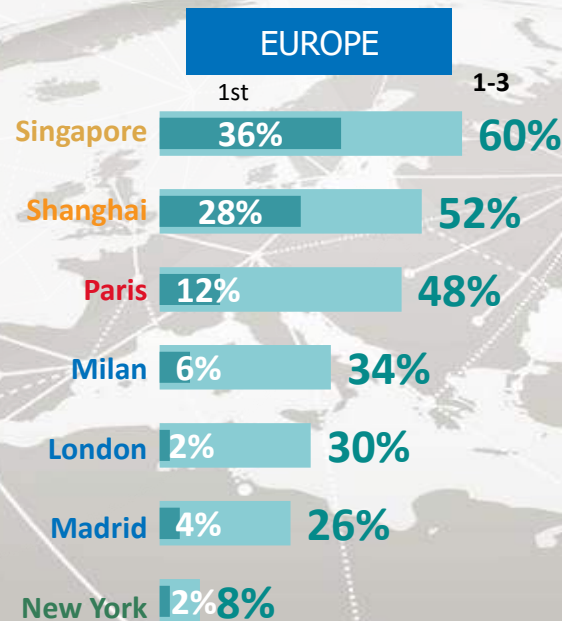 EUROPE
1st 1-3
Singapore 36% 60%
Shanghai 28% 52%
Paris 12% 48%
Milan 6% 34%
London 2% 30%
Madrid 4% 26%
New York 2% 8%